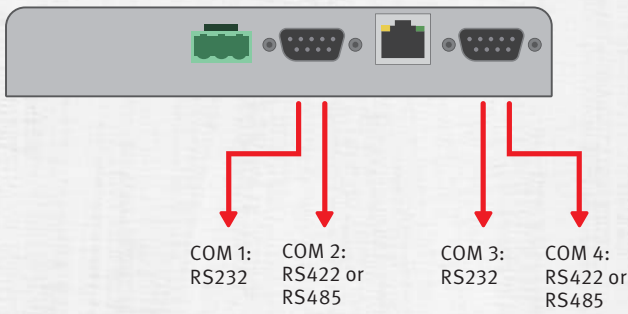 COM 1:
RS232
COM 2:
RS422 or
RS485
COM 3:
RS232
COM 4:
RS422 or
RS485